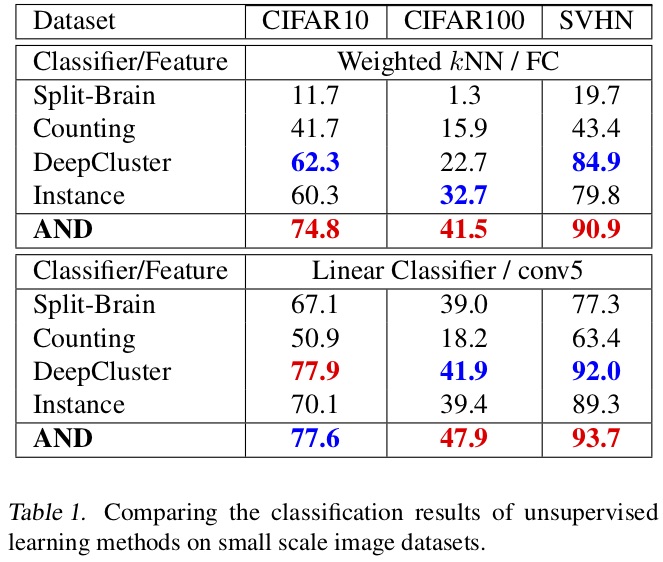 Dataset CIFAR10 CIFAR100 SVHN
Classifier/Feature Weighted kNN / FC
Split-Brain 11.7 1.3 19.7
Counting 41.7 15.9 43.4
DeepCluster 62.3 22.7 84.9
Instance 60.3 32.7 79.8
AND 74.8 41.5 90.9
Classifier/Feature Linear Classifier / conv5
Split-Brain 67.1 39.0 77.3
Counting 50.9 18.2 63.4
DeepCluster 77.9 41.9 92.0
Instance 70.1 39.4 89.3
AND 77.6 47.9 93.7
Table 1. Comparing the classification results of unsupervised
learning methods on small scale image datasets.